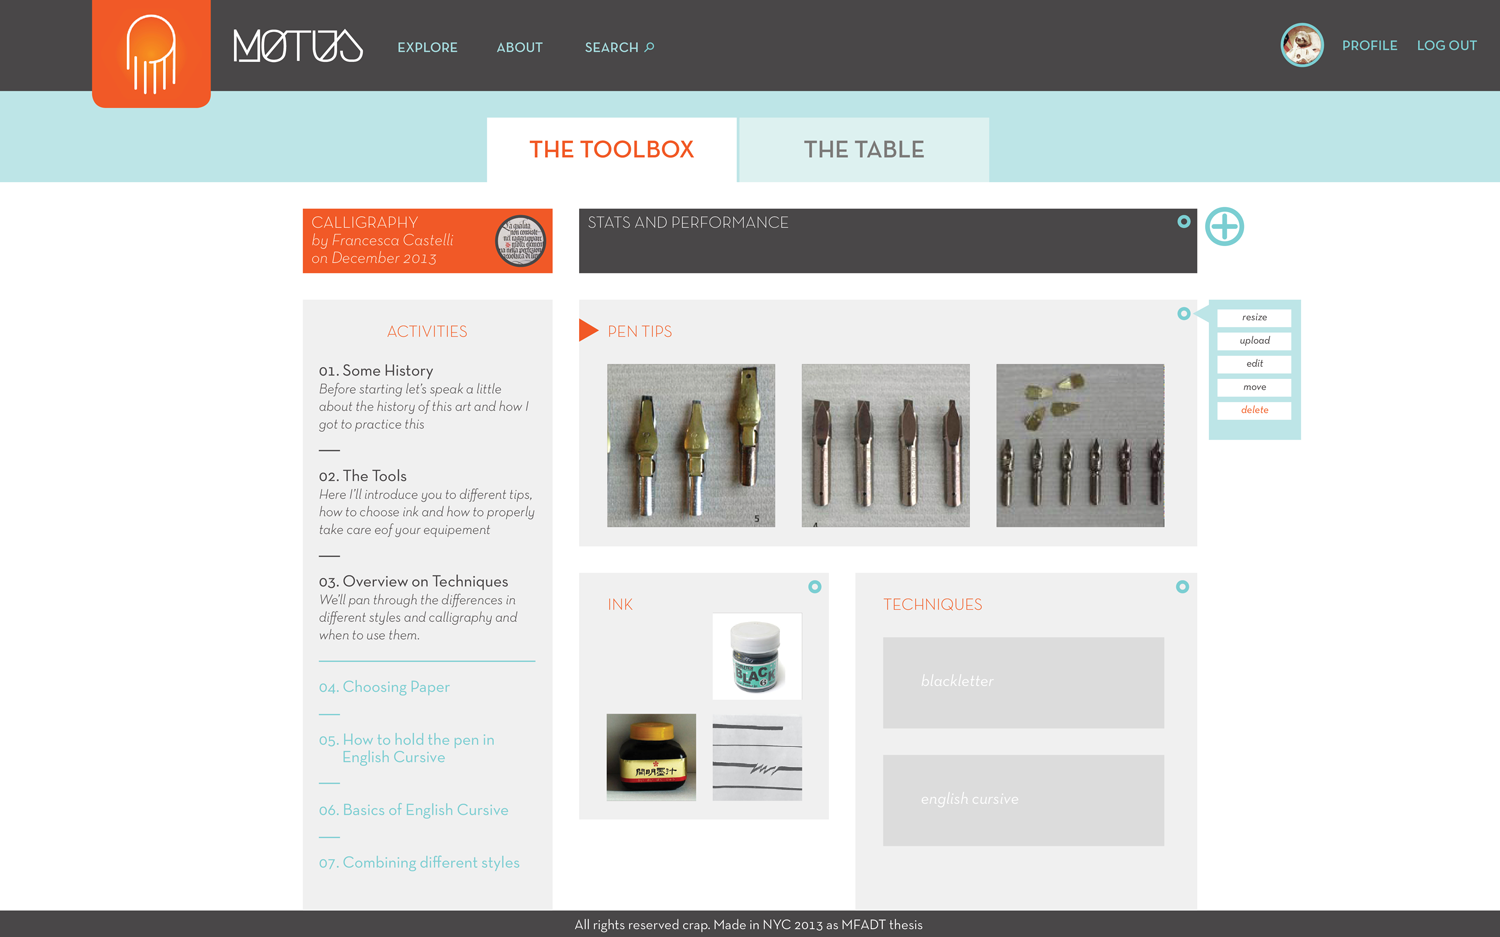 MOTUS
EXPLORE
ABOUT
SEARCH
PROFILE
LOG OUT
THE TOOLBOX
THE TABLE
CALLIGRAPHY
by Francesca Castelli
on December 2013
STATS AND PERFORMANCE
ACTIVITIES
01. Some History
Before starting let's speak a little
about the history of this art and how I
got to practice this
02. The Tools
Here I'll introduce you to different tips,
how to choose ink and how to properly
take care eof your equipement
03. Overview on Techniques
We'll pan through the differences in
different styles and calligraphy and
when to use them.
04. Choosing Paper
05. How to hold the pen in
English Cursive
06. Basics of English Cursive
07. Combining different styles
PEN TIPS
5
4
resize
upload
edit
move
delete
INK
BLACK
開明墨汁
TECHNIQUES
blackletter
english cursive
All rights reserved crap. Made in NYC 2013 as MFADT thesis